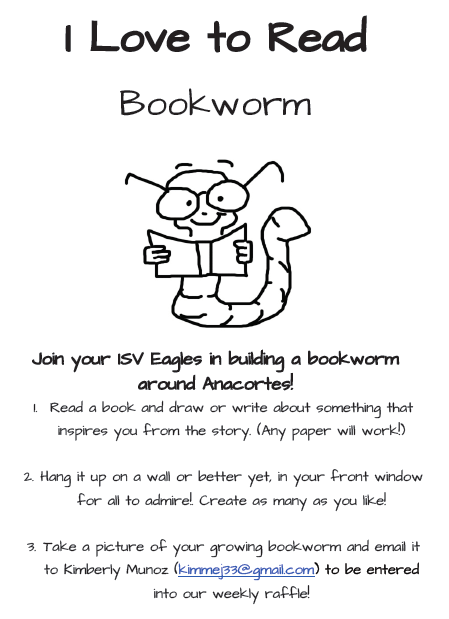 I Love to Read
Bookworm
Join your ISV Eagles in building a bookworm
around Anacortes!
1. Read a book and draw or write about something that
inspires you from the story. (Any paper will work!)
2. Hang it up on a wall or better yet, in your front window
for all to admire!. Create as many as you like!
3. Take a picture of your growing bookworm and email it
to Kimberly Munoz (kimmej33@gmail.com) to be entered
into our weekly raffle!